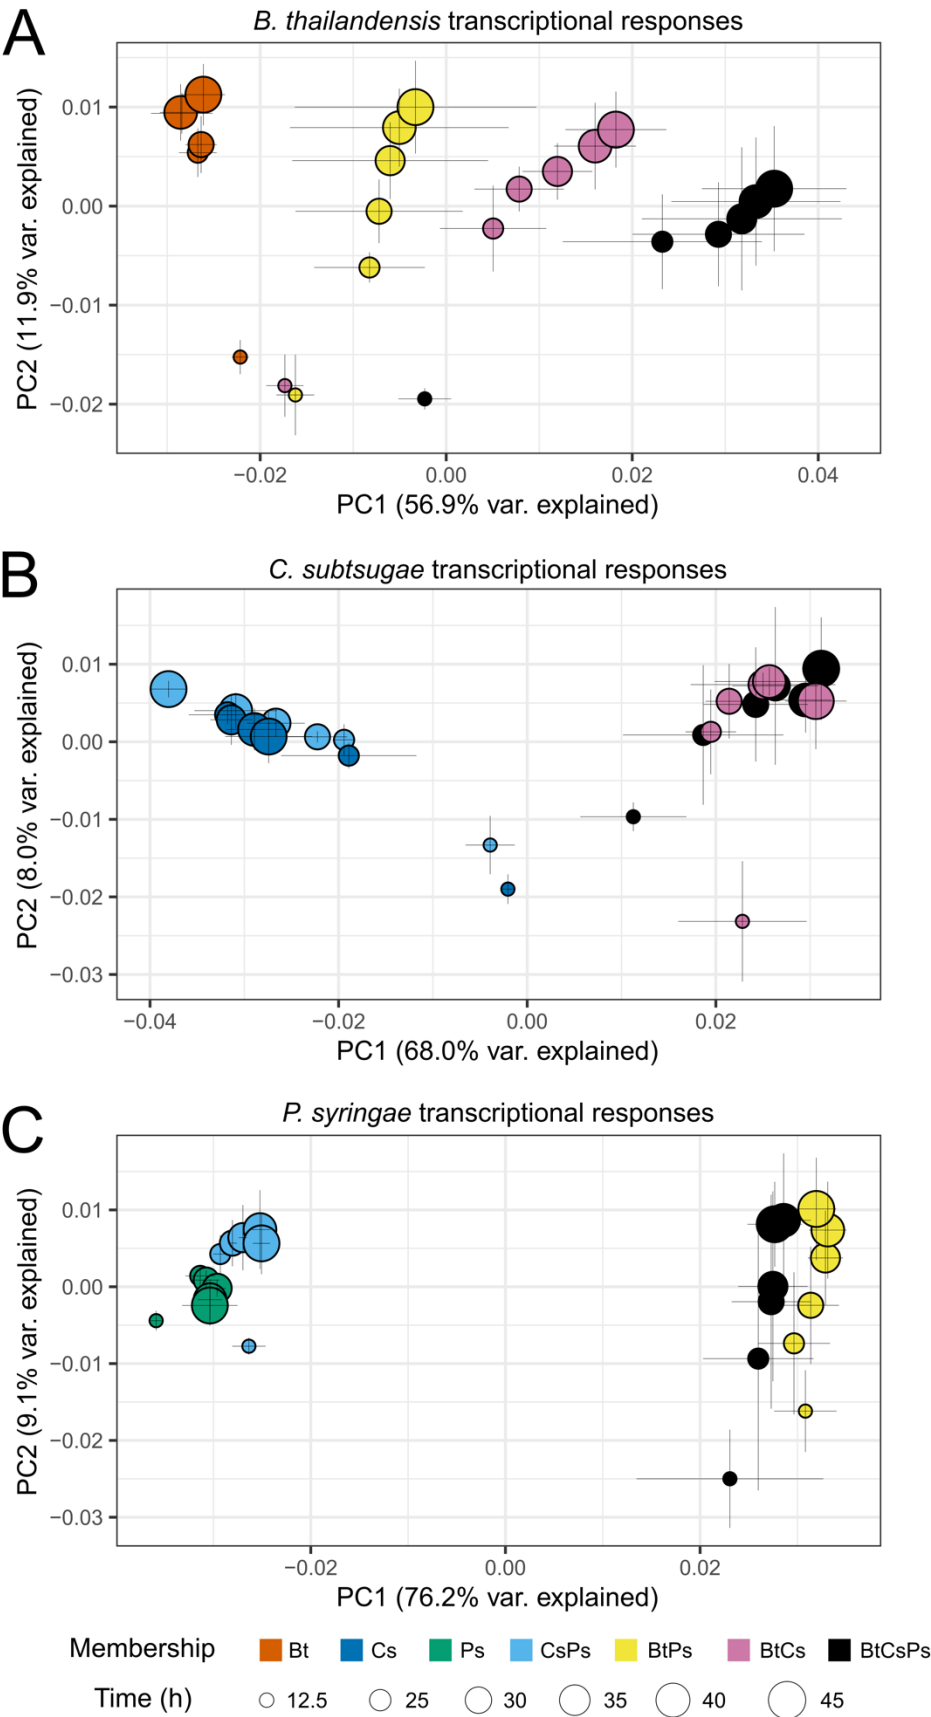 A
B. thailandensis transcriptional responses
PC2 (11.9% var. explained)
0.01
0.00
−0.01
−0.02
−0.02
0.00
0.02
0.04
PC1 (56.9% var. explained)
B
C. subtsugae transcriptional responses
PC2 (8.0% var. explained)
0.01
0.00
−0.01
−0.02
−0.03
−0.04
−0.02
0.00
0.02
PC1 (68.0% var. explained)
C
P. syringae transcriptional responses
PC2 (9.1% var. explained)
0.01
0.00
−0.01
−0.02
−0.03
−0.02
0.00
0.02
PC1 (76.2% var. explained)
Membership Bt Cs Ps CsPs BtPs BtCs BtCsPs
Time (h) 12.5 25 30 35 40 45